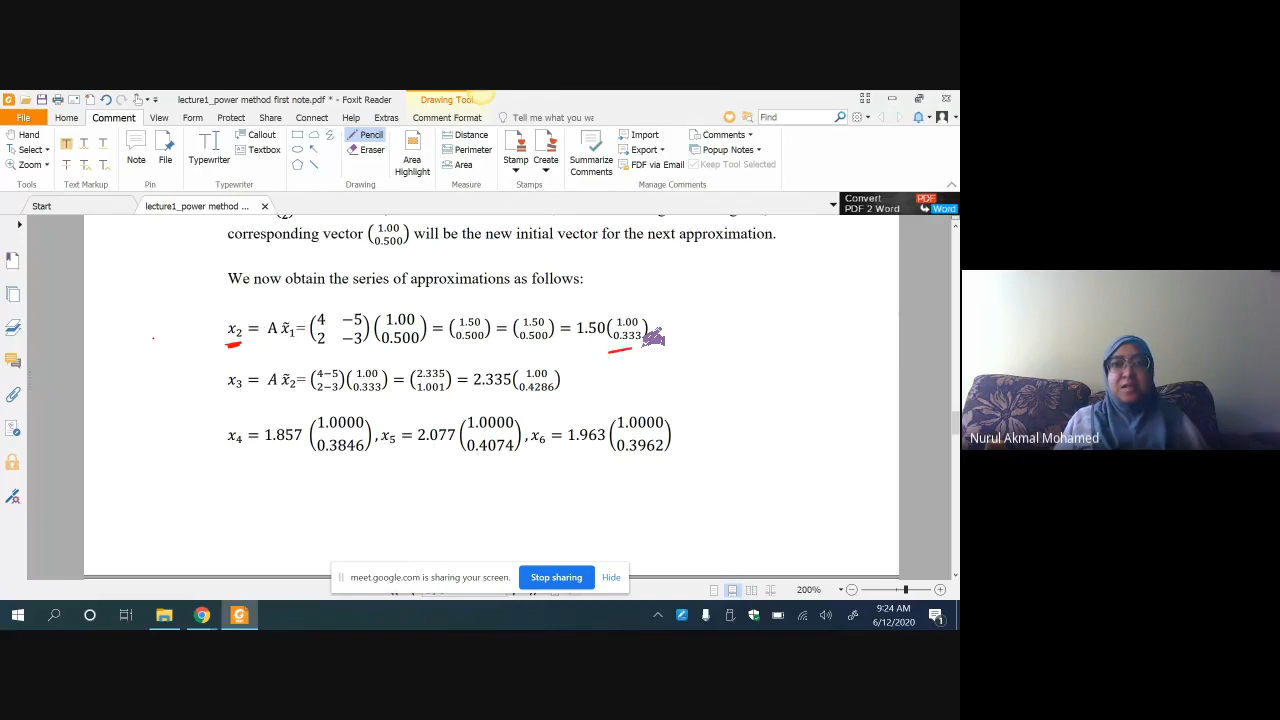 lecture1_power method first note.pdf * - Foxit Reader
Drawing Tool
File Home Comment View Form Protect Share Connect Help Extras Comment Format Tell me what you wa Find
Hand
Select
Zoom
Tools
Text Markup
Note
File
Pin
Typewriter
Callout
Textbox
Typewriter
Pencil
Eraser
Drawing
Area
Highlight
Distance
Perimeter
Area
Measure
Stamp
Create
Stamps
Summarize
Comments
Import
Export
FDF via Email
Comments
Popup Notes
Keep Tool Selected
Manage Comments
Start
lecture1_power method ...
Convert
PDF 2 Word
PDF
Word
corresponding vector (1.00 0.500) will be the new initial vector for the next approximation.
We now obtain the series of approximations as follows:
x₂ = A x̃₁= (4 −5 2 −3)(1.00 0.500) = (1.50 0.500) = (1.50 0.500) = 1.50(1.00 0.333)
x₃ = A x̃₂= (4−5 2−3)(1.00 0.333) = (2.335 1.001) = 2.335(1.00 0.4286)
x₄ = 1.857 (1.0000 0.3846), x₅ = 2.077 (1.0000 0.4074), x₆ = 1.963 (1.0000 0.3962)
Nurul Akmal Mohamed
meet.google.com is sharing your screen. Stop sharing Hide
200%
9:24 AM
6/12/2020